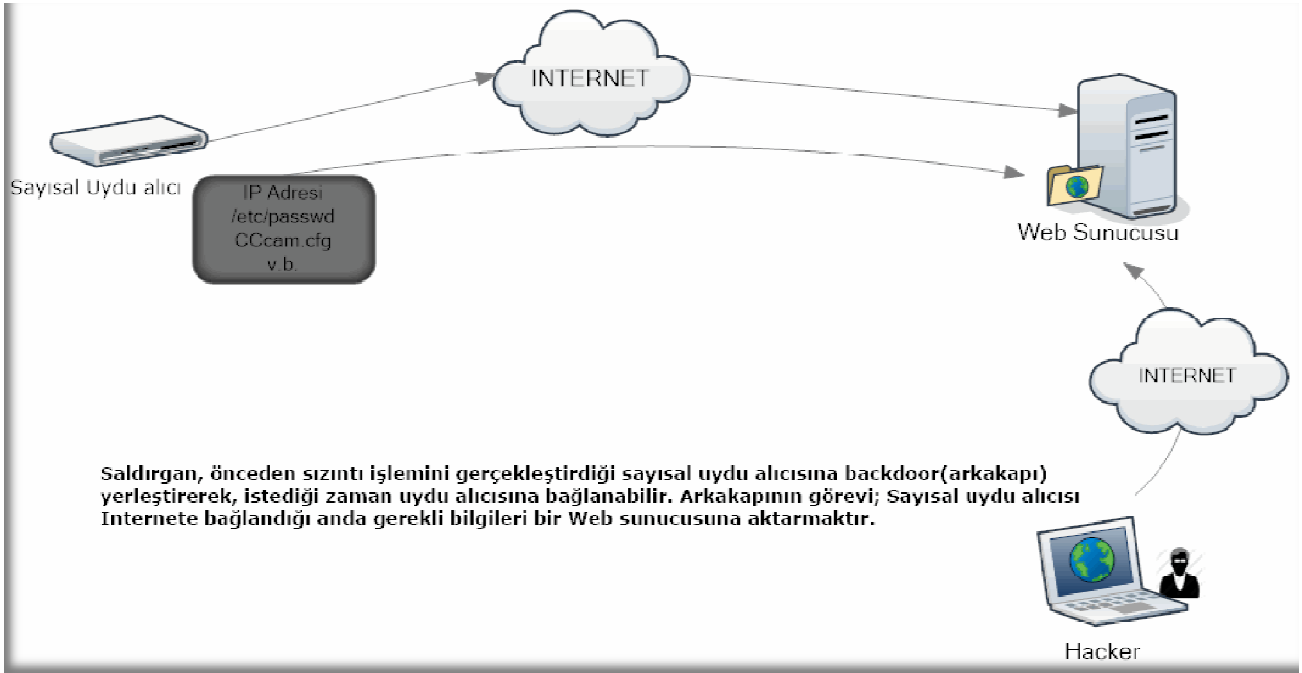 INTERNET
Sayısal Uydu alıcı
IP Adresi
/etc/passwd
CCcam.cfg
v.b.
Web Sunucusu
INTERNET
Saldırgan, önceden sızıntı işlemini gerçekleştirdiği sayısal uydu alıcısına backdoor(arkakapı)
yerleştirerek, istediği zaman uydu alıcısına bağlanabilir. Arkakapının görevi; Sayısal uydu alıcısı
Internete bağlandığı anda gerekli bilgileri bir Web sunucusuna aktarmaktır.
Hacker